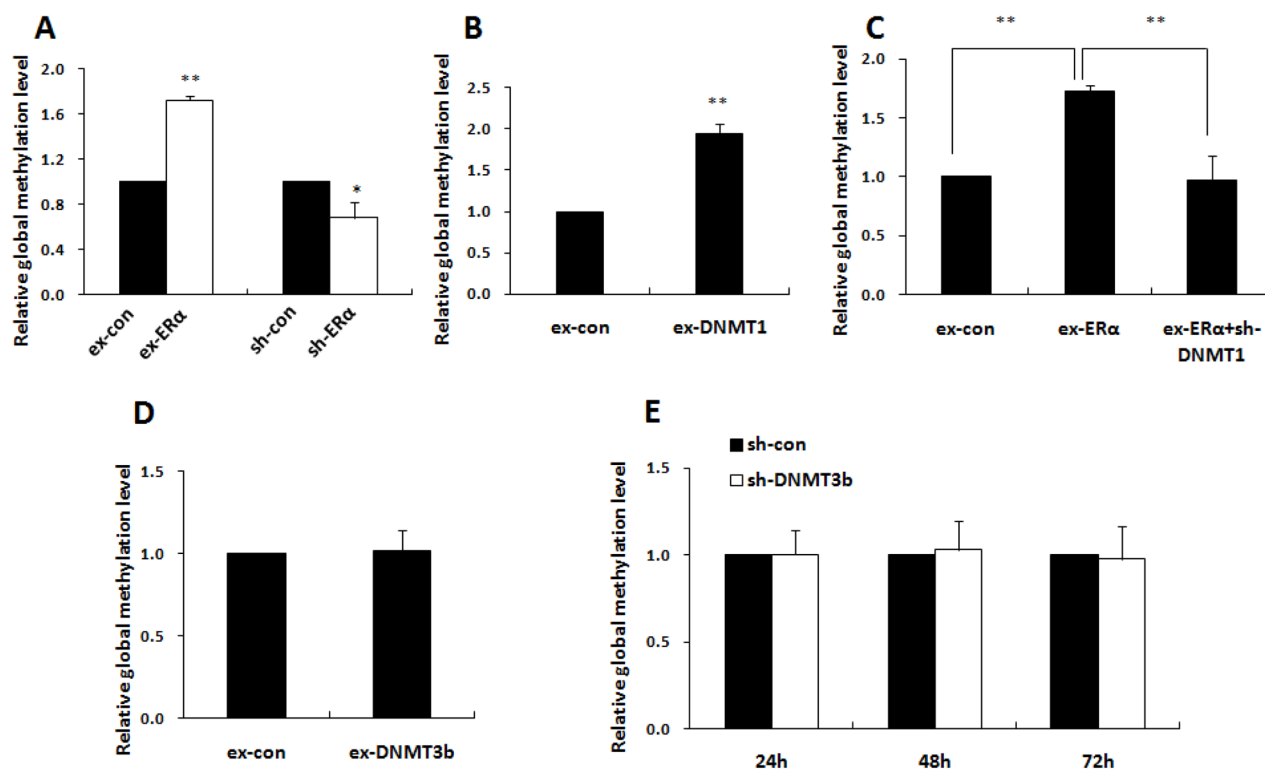 A
Relative global methylation level
2.0
1.6
1.2
0.8
0.4
0.0
**
*
ex-con
ex-ERα
sh-con
sh-ERα
B
Relative global methylation level
2.5
2.0
1.5
1.0
0.5
0.0
**
ex-con
ex-DNMT1
C
Relative global methylation level
2.0
1.5
1.0
0.5
0.0
**
**
ex-con
ex-ERα
ex-ERα+sh-
DNMT1
D
Relative global methylation level
1.5
1.0
0.5
0.0
ex-con
ex-DNMT3b
E
sh-con
sh-DNMT3b
Relative global methylation level
1.5
1.0
0.5
0.0
24h
48h
72h